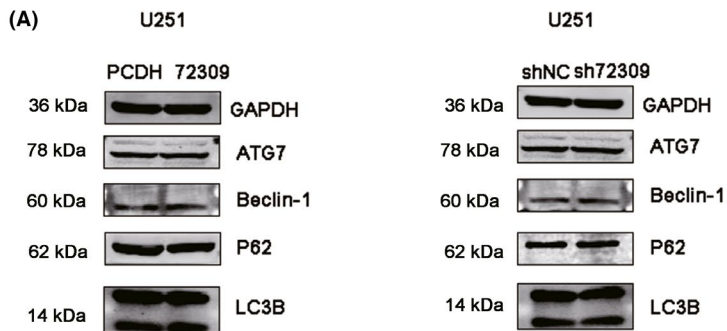 (A)
U251
PCDH 72309
36 kDa GAPDH
78 kDa ATG7
60 kDa Beclin-1
62 kDa P62
14 kDa LC3B
U251
shNC sh72309
36 kDa GAPDH
78 kDa ATG7
60 kDa Beclin-1
62 kDa P62
14 kDa LC3B